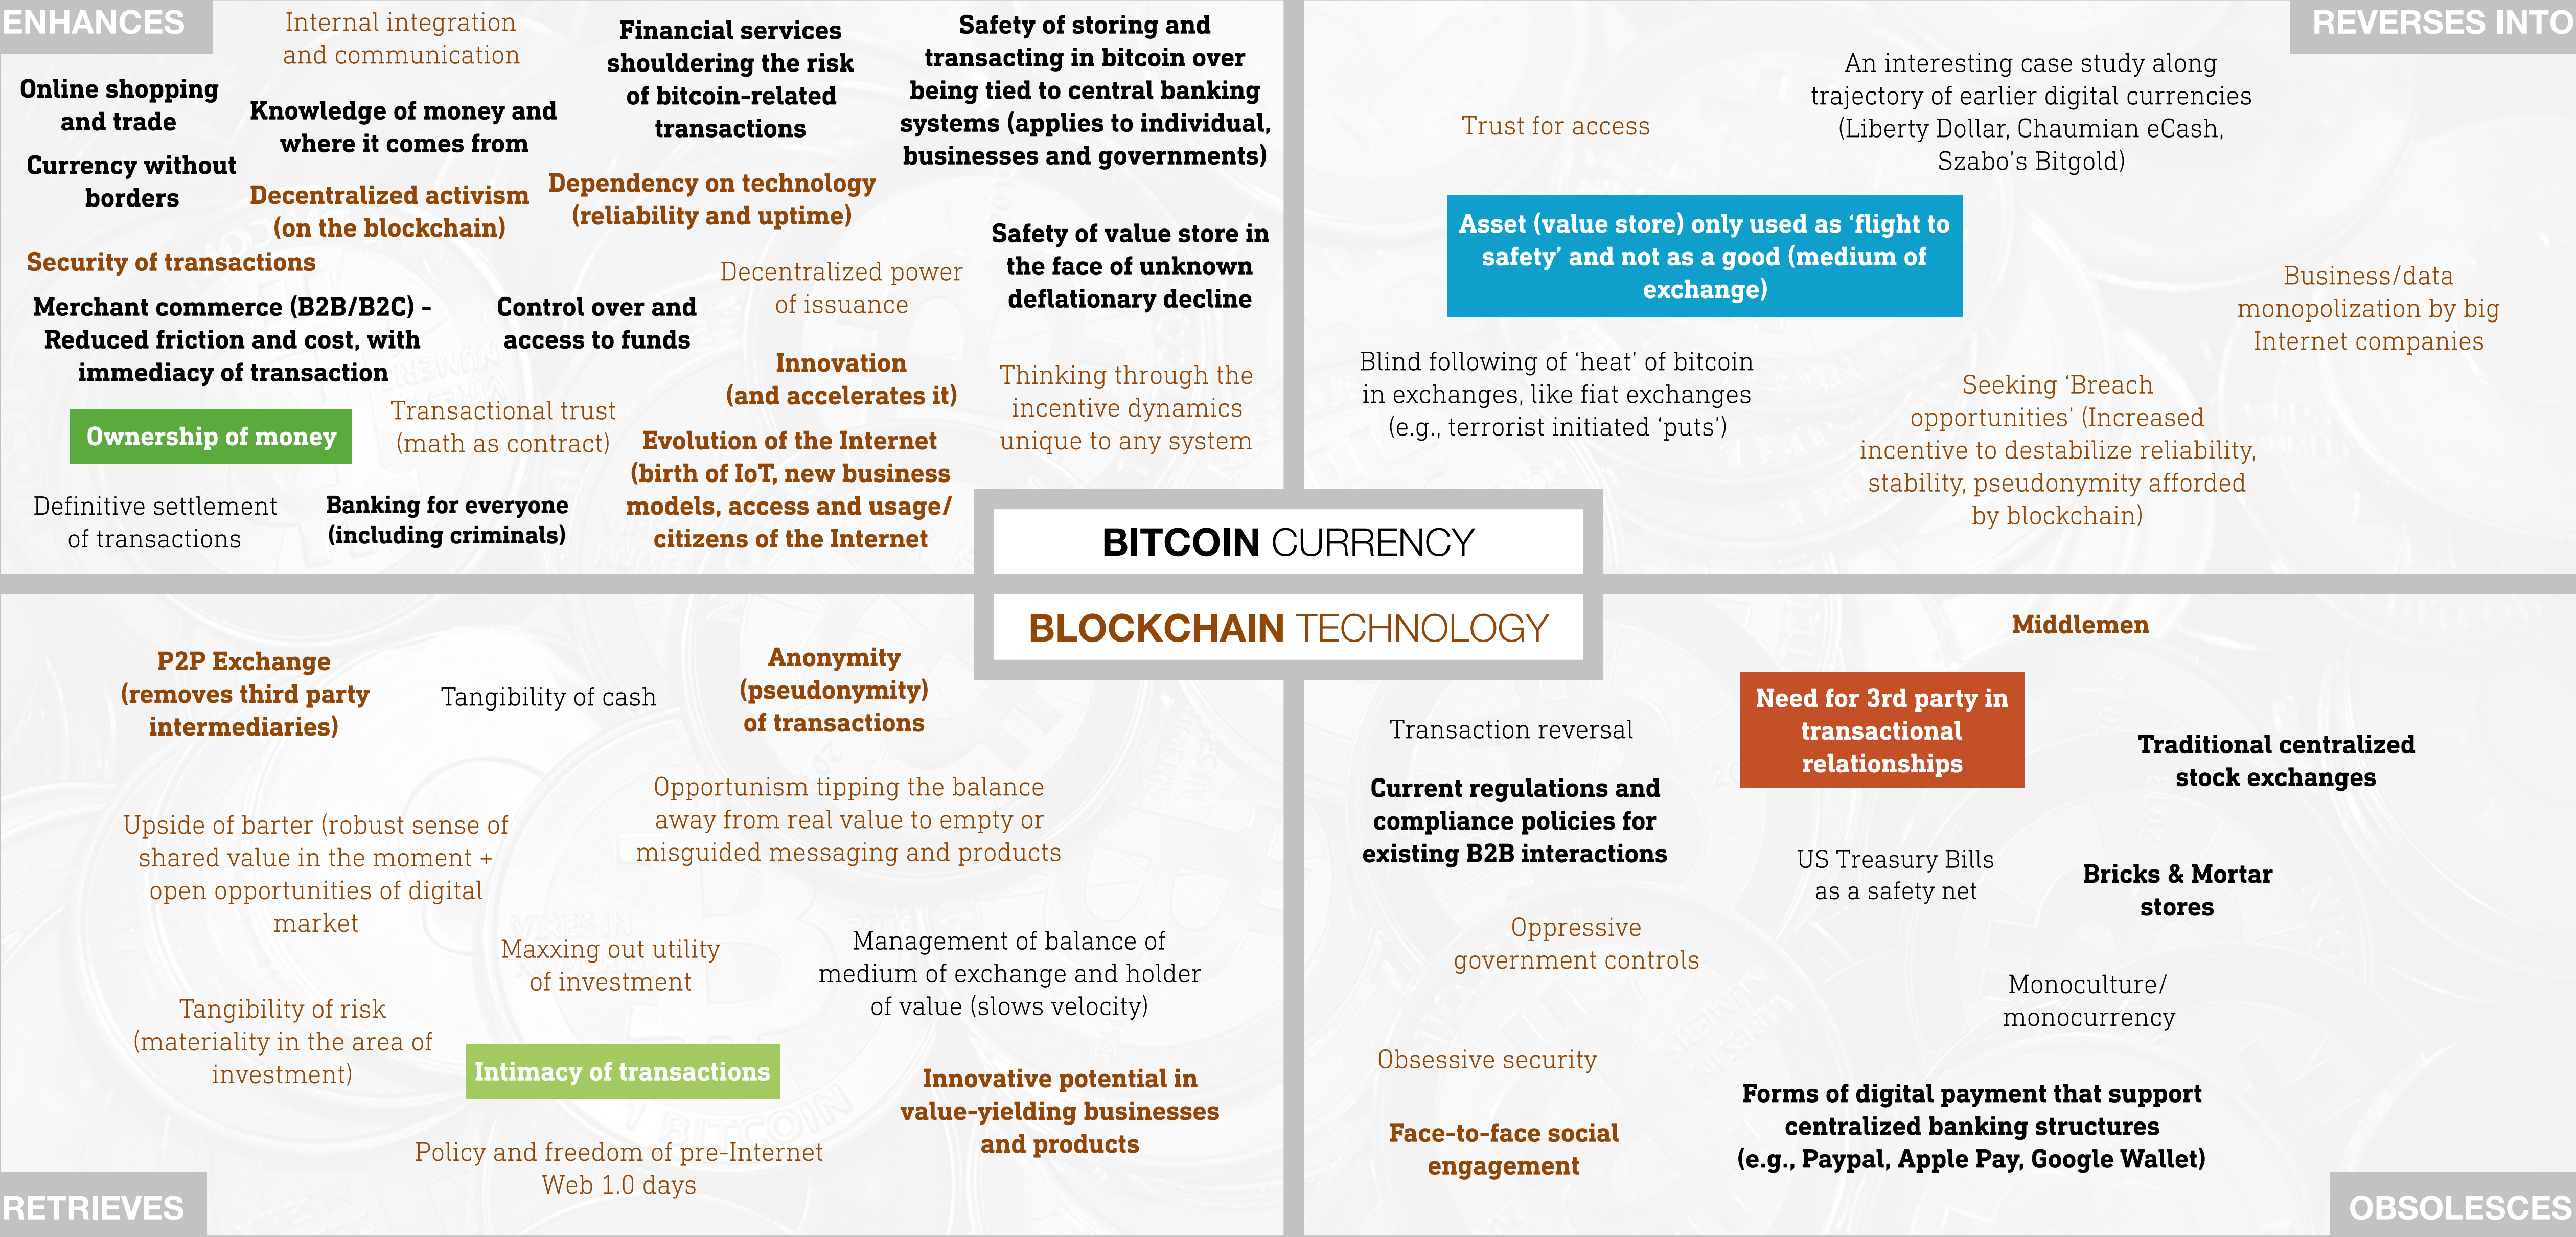 ENHANCES
Internal integration
and communication
Financial services
shouldering the risk
of bitcoin-related
transactions
Safety of storing and
transacting in bitcoin over
being tied to central banking
systems (applies to individual,
businesses and governments)
Online shopping
and trade
Knowledge of money and
where it comes from
Currency without
borders
Decentralized activism
(on the blockchain)
Dependency on technology
(reliability and uptime)
Security of transactions
Decentralized power
of issuance
Safety of value store in
the face of unknown
deflationary decline
Merchant commerce (B2B/B2C) -
Reduced friction and cost, with
immediacy of transaction
Control over and
access to funds
Innovation
(and accelerates it)
Thinking through the
incentive dynamics
unique to any system
Ownership of money
Transactional trust
(math as contract)
Evolution of the Internet
(birth of IoT, new business
models, access and usage/
citizens of the Internet
Definitive settlement
of transactions
Banking for everyone
(including criminals)
REVERSES INTO
An interesting case study along
trajectory of earlier digital currencies
(Liberty Dollar, Chaumian eCash,
Szabo's Bitgold)
Trust for access
Asset (value store) only used as ‘flight to
safety’ and not as a good (medium of
exchange)
Business/data
monopolization by big
Internet companies
Blind following of ‘heat’ of bitcoin
in exchanges, like fiat exchanges
(e.g., terrorist initiated ‘puts’)
Seeking ‘Breach
opportunities’ (Increased
incentive to destabilize reliability,
stability, pseudonymity afforded
by blockchain)
BITCOIN CURRENCY
BLOCKCHAIN TECHNOLOGY
P2P Exchange
(removes third party
intermediaries)
Tangibility of cash
Anonymity
(pseudonymity)
of transactions
Opportunism tipping the balance
away from real value to empty or
misguided messaging and products
Upside of barter (robust sense of
shared value in the moment +
open opportunities of digital
market
Maxxing out utility
of investment
Management of balance of
medium of exchange and holder
of value (slows velocity)
Tangibility of risk
(materiality in the area of
investment)
Intimacy of transactions
Innovative potential in
value-yielding businesses
and products
Policy and freedom of pre-Internet
Web 1.0 days
RETRIEVES
Middlemen
Need for 3rd party in
transactional
relationships
Transaction reversal
Traditional centralized
stock exchanges
Current regulations and
compliance policies for
existing B2B interactions
US Treasury Bills
as a safety net
Bricks & Mortar
stores
Oppressive
government controls
Monoculture/
monocurrency
Obsessive security
Forms of digital payment that support
centralized banking structures
(e.g., Paypal, Apple Pay, Google Wallet)
Face-to-face social
engagement
OBSOLESCES
1 BITCOIN
VIRES IN